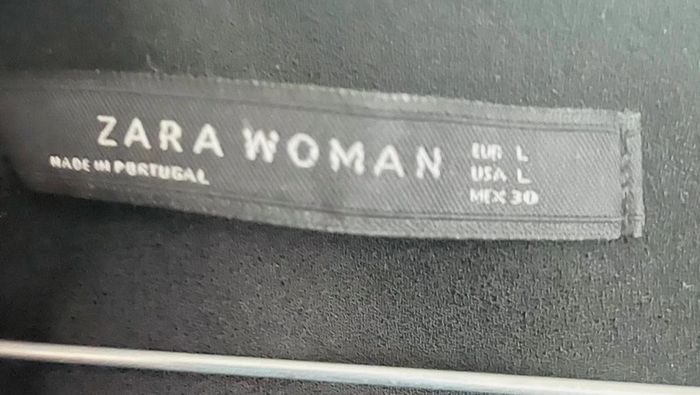 ZARA WOMAN
MADE IN PORTUGAL
EUR L
USA L
MEX 30